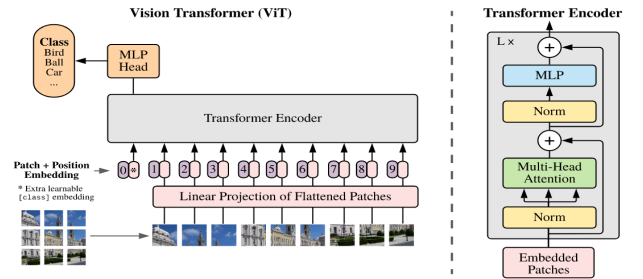 Vision Transformer (ViT)
Class
Bird
Ball
Car
...
MLP
Head
Transformer Encoder
Patch + Position
Embedding
0 * 1 2 3 4 5 6 7 8 9
* Extra learnable
[class] embedding
Linear Projection of Flattened Patches
Transformer Encoder
L ×
+
MLP
Norm
+
Multi-Head
Attention
Norm
Embedded
Patches